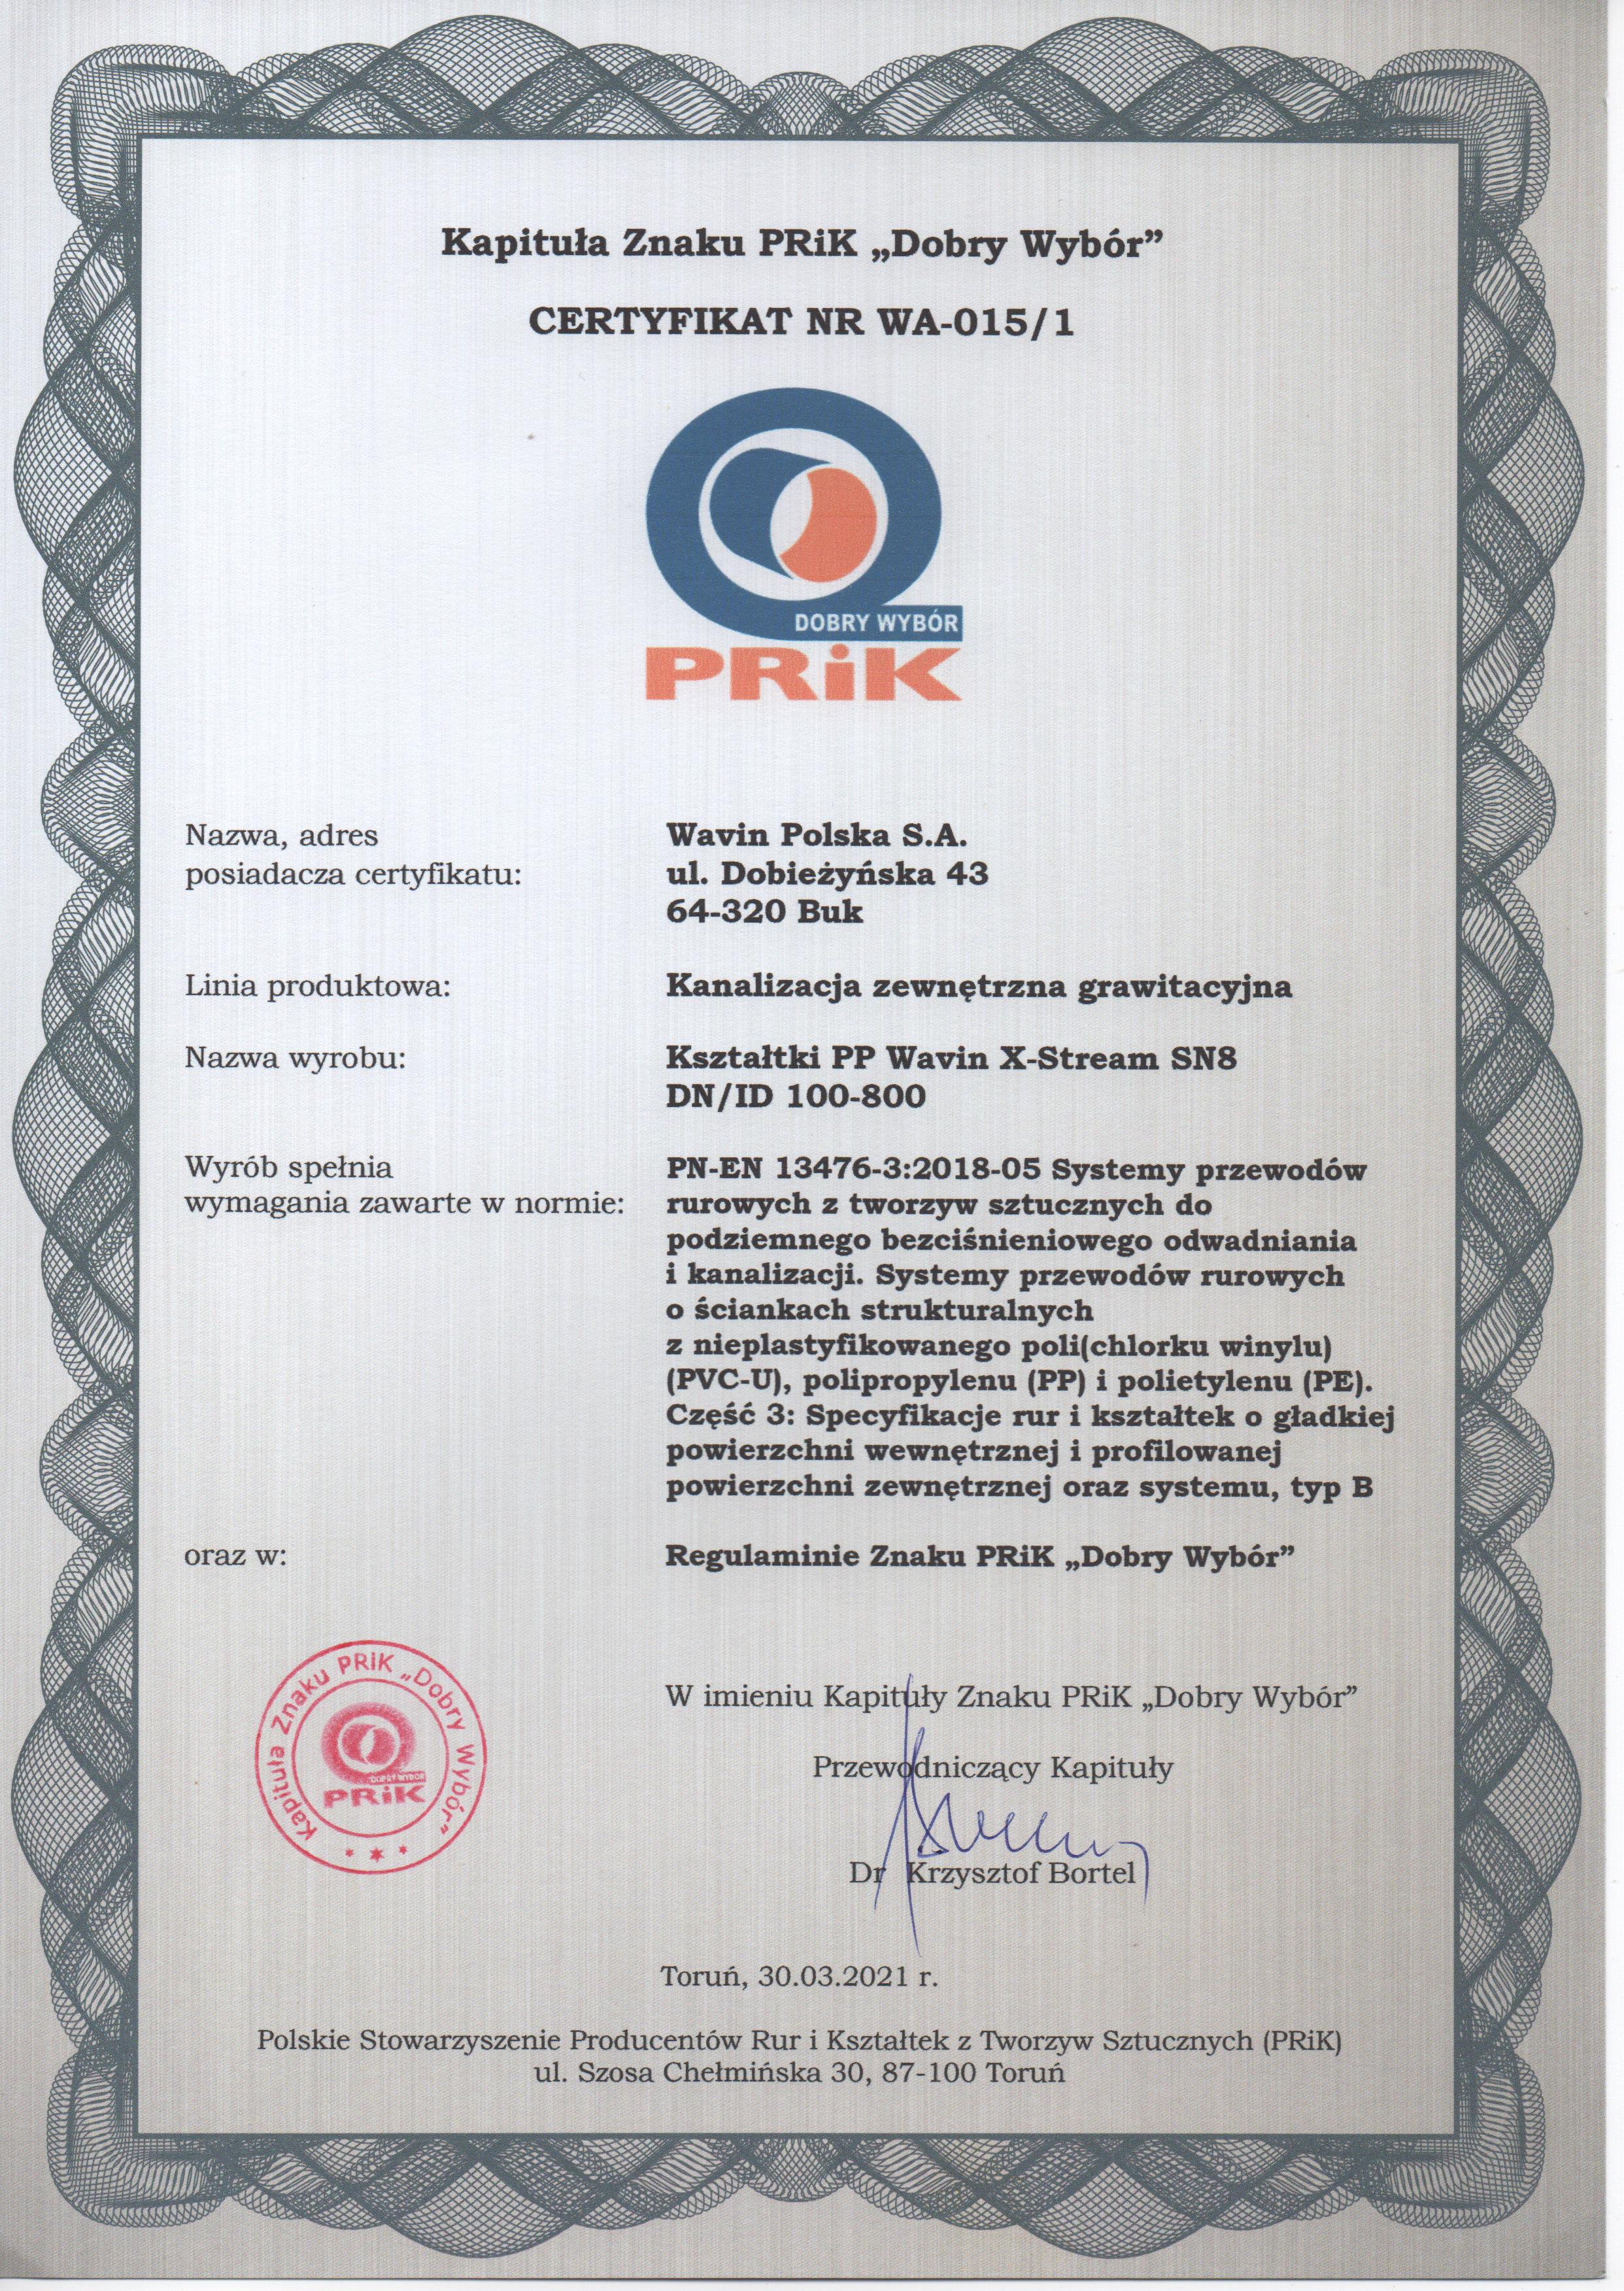 Kapituła Znaku PRiK „Dobry Wybór”
CERTYFIKAT NR WA-015/1
DOBRY WYBÓR
PRiK
Nazwa, adres
posiadacza certyfikatu:
Wavin Polska S.A.
ul. Dobieżyńska 43
64-320 Buk
Linia produktowa:
Kanalizacja zewnętrzna grawitacyjna
Nazwa wyrobu:
Kształtki PP Wavin X-Stream SN8
DN/ID 100-800
Wyrób spełnia
wymagania zawarte w normie:
PN-EN 13476-3:2018-05 Systemy przewodów
rurowych z tworzyw sztucznych do
podziemnego bezciśnieniowego odwadniania
i kanalizacji. Systemy przewodów rurowych
o ściankach strukturalnych
z nieplastyfikowanego poli(chlorku winylu)
(PVC-U), polipropylenu (PP) i polietylenu (PE).
Część 3: Specyfikacje rur i kształtek o gładkiej
powierzchni wewnętrznej i profilowanej
powierzchni zewnętrznej oraz systemu, typ B
oraz w:
Regulaminie Znaku PRiK „Dobry Wybór”
Kapituła Znaku PRiK „Dobry Wybór”
DOBRY WYBÓR
PRiK
W imieniu Kapituły Znaku PRiK „Dobry Wybór”
Przewodniczący Kapituły
Dr Krzysztof Bortel
Toruń, 30.03.2021 r.
Polskie Stowarzyszenie Producentów Rur i Kształtek z Tworzyw Sztucznych (PRiK)
ul. Szosa Chełmińska 30, 87-100 Toruń